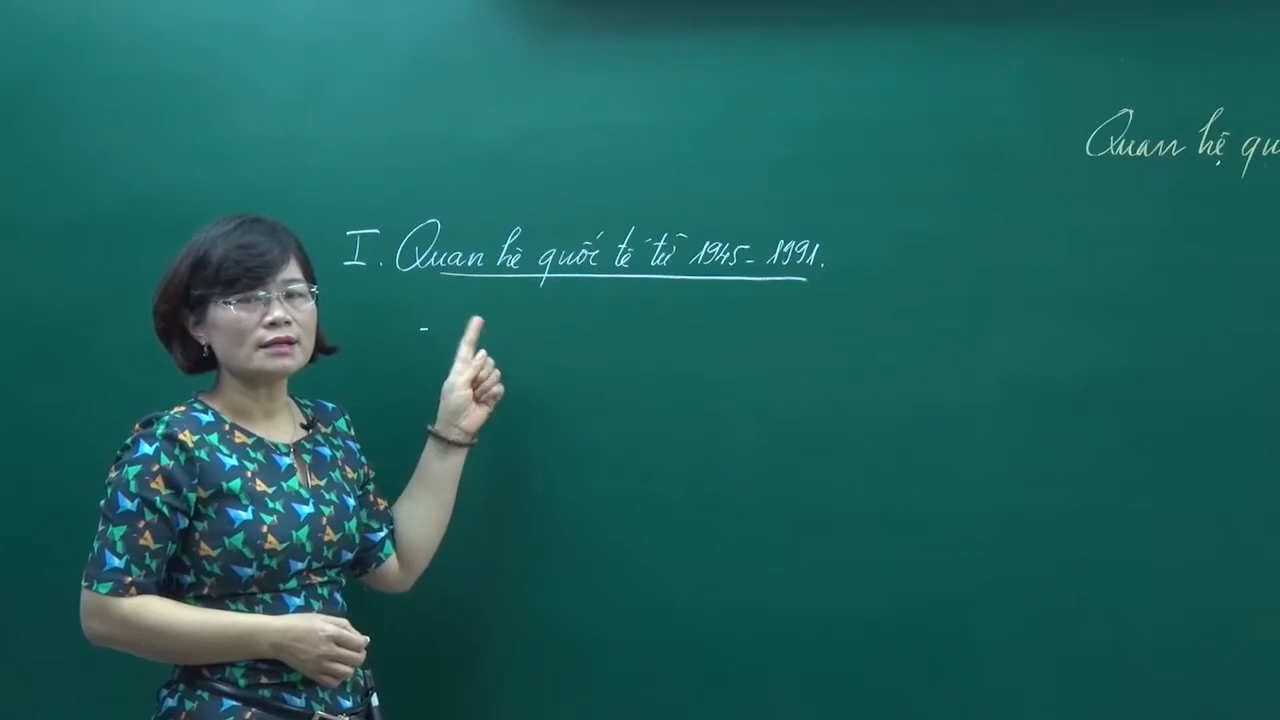 Quan hệ qu
I. Quan hệ quốc tế từ 1945-1991.
-